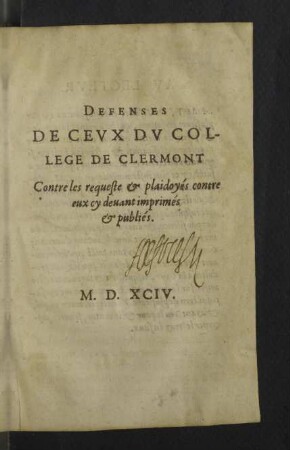 DEFENSES
DE CEVX DV COL-
LEGE DE CLERMONT
Contre les requeste & plaidoyés contre
eux cy deuant imprimés
& publiés.
M. D. XCIV.